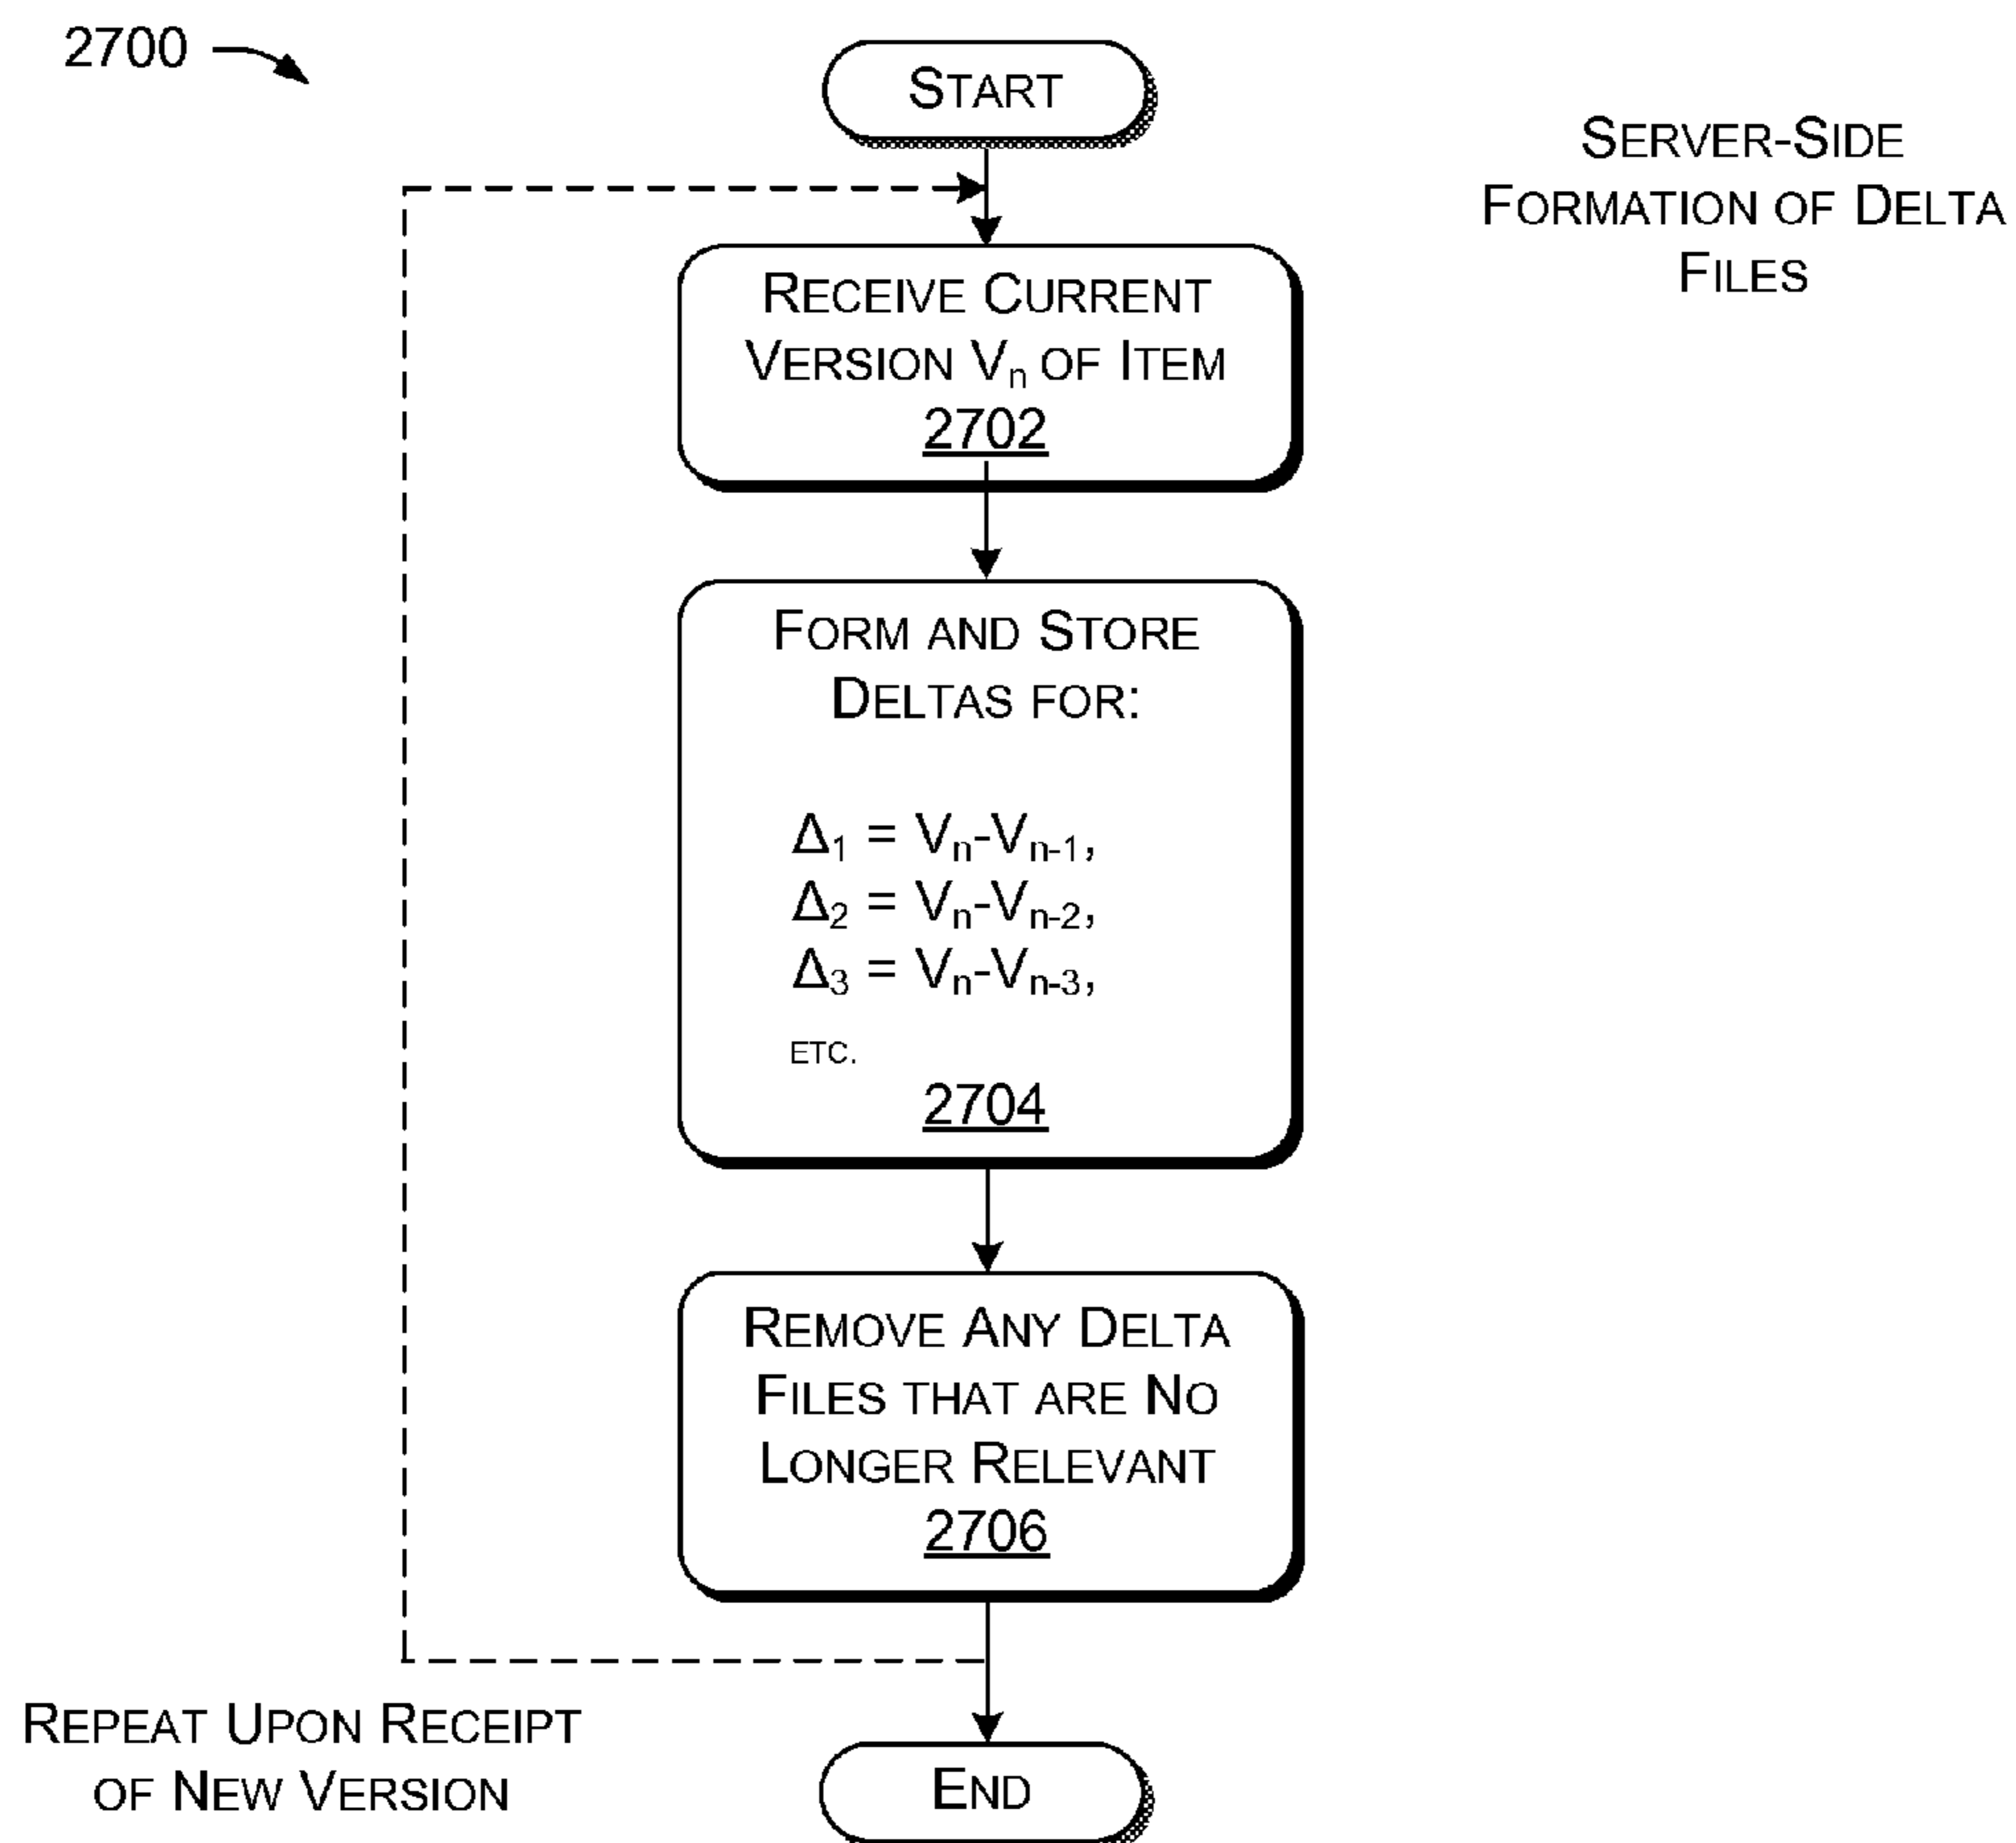 2700
START
SERVER-SIDE
FORMATION OF DELTA
FILES
RECEIVE CURRENT
VERSION Vn OF ITEM
2702
FORM AND STORE
DELTAS FOR:
Δ1 = Vn-Vn-1,
Δ2 = Vn-Vn-2,
Δ3 = Vn-Vn-3,
ETC.
2704
REMOVE ANY DELTA
FILES THAT ARE NO
LONGER RELEVANT
2706
REPEAT UPON RECEIPT
OF NEW VERSION
END